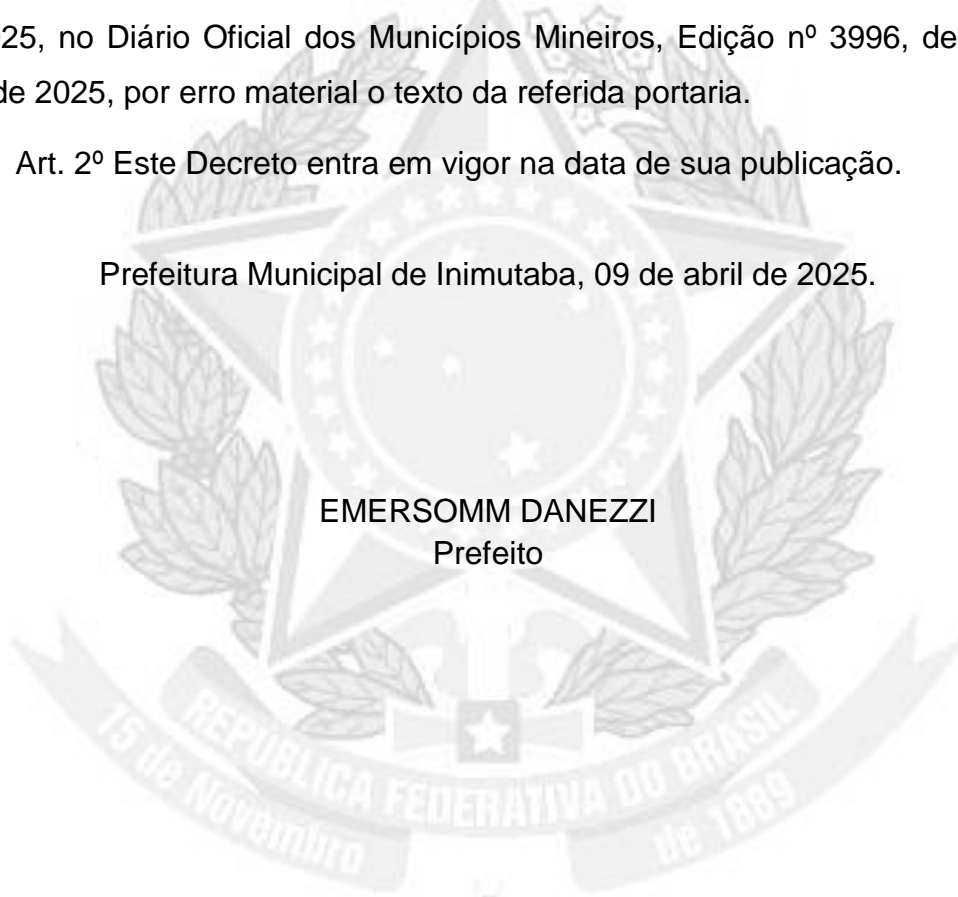 25, no Diário Oficial dos Municípios Mineiros, Edição nº 3996, de
de 2025, por erro material o texto da referida portaria.
Art. 2º Este Decreto entra em vigor na data de sua publicação.
Prefeitura Municipal de Inimutaba, 09 de abril de 2025.
EMERSOMM DANEZZI
Prefeito
REPÚBLICA FEDERATIVA DO BRASIL
15 de Novembro de 1889